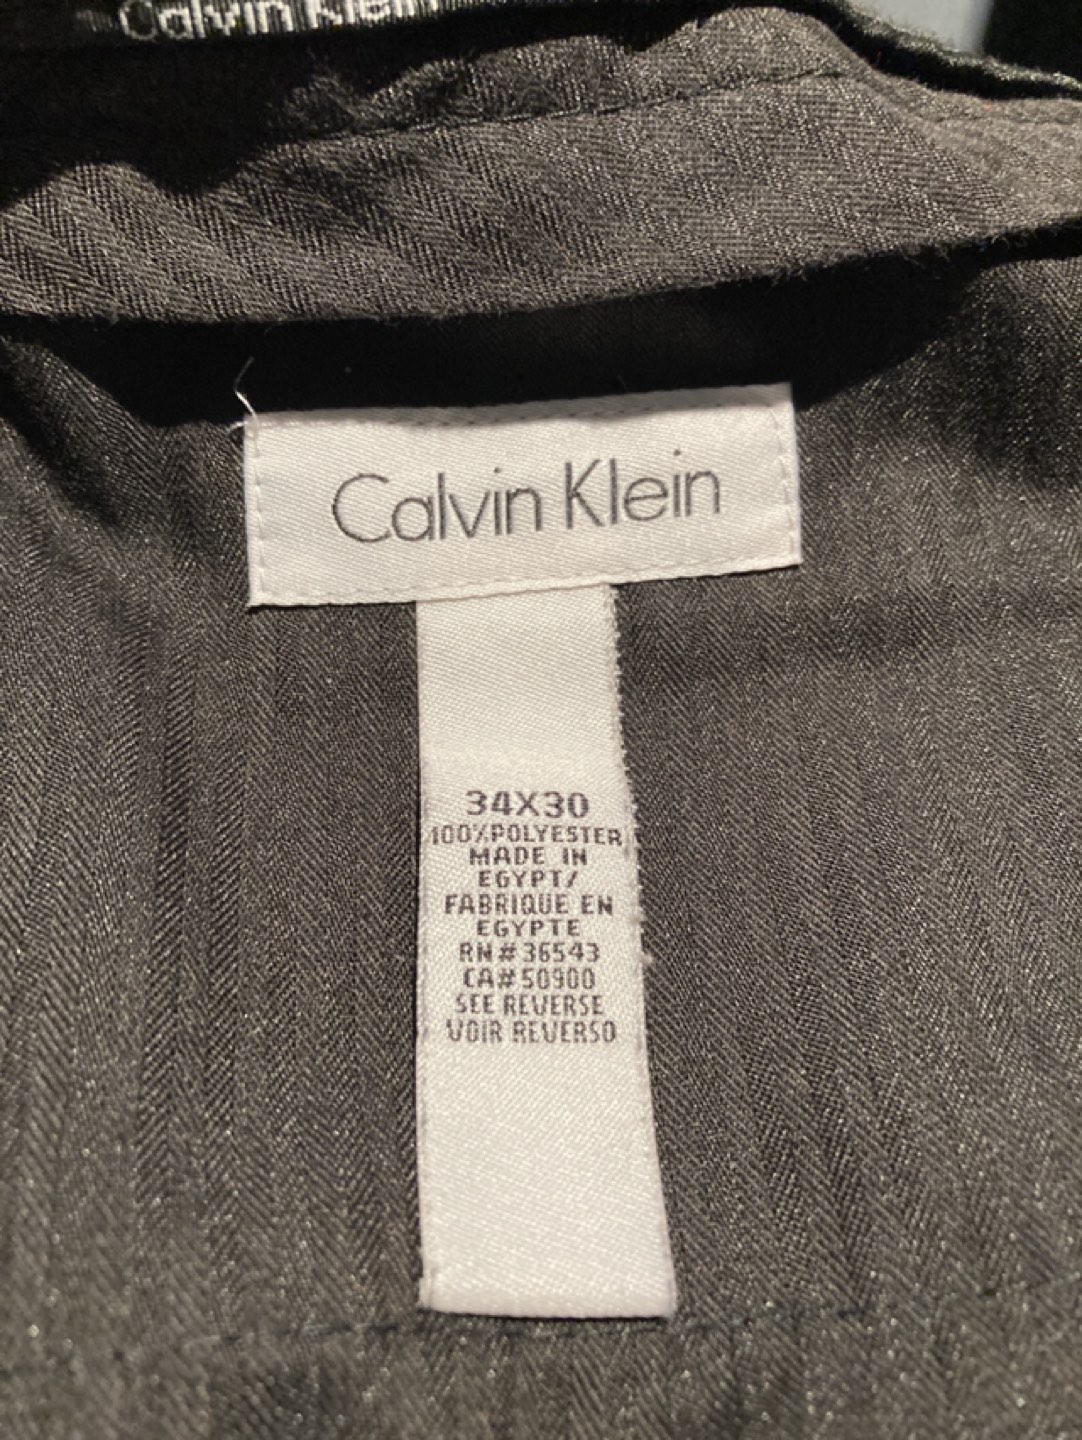 Calvin Klein
Calvin Klein
34X30
100%POLYESTER
MADE IN
EGYPT/
FABRIQUE EN
EGYPTE
RN#36543
CA#50900
SEE REVERSE
VOIR REVERSO